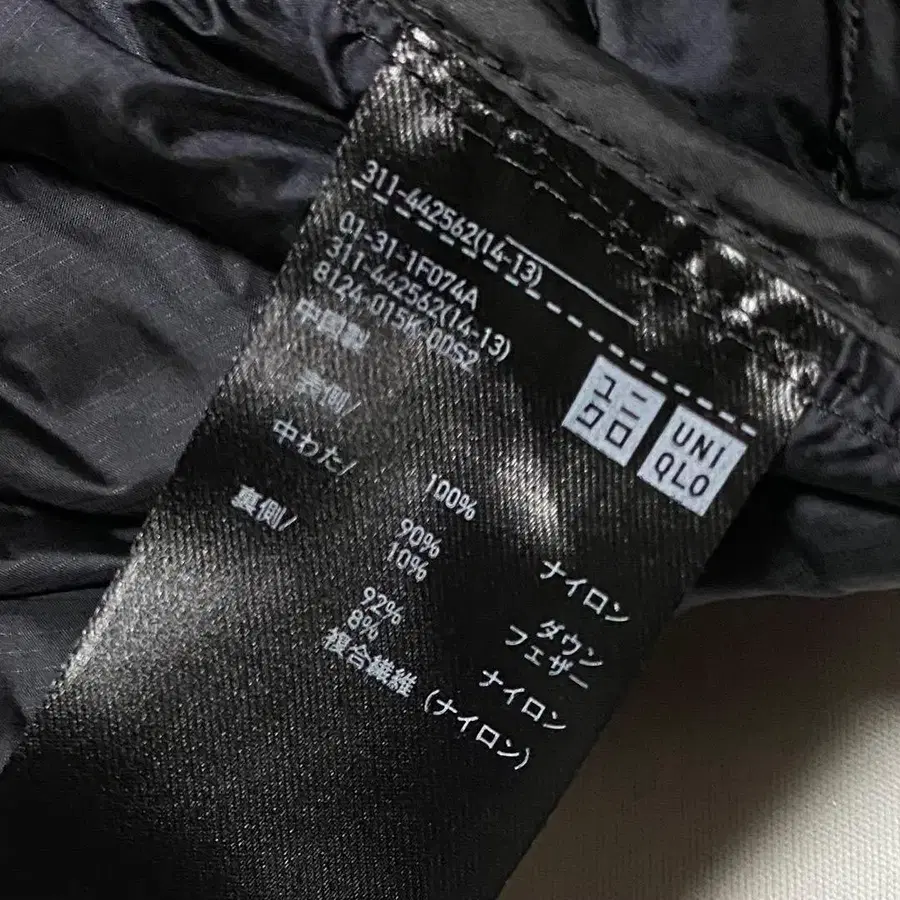 311-442562(14-13)
01-31-1F074A
311-442562(14-13)
8124-015K-00S2
中国製
ユニ
クロ
UNI
QLO
表側/
100%
ナイロン
中わた/
90%
ダウン
10%
フェザー
裏側/
92%
ナイロン
8%
複合繊維 (ナイロン)